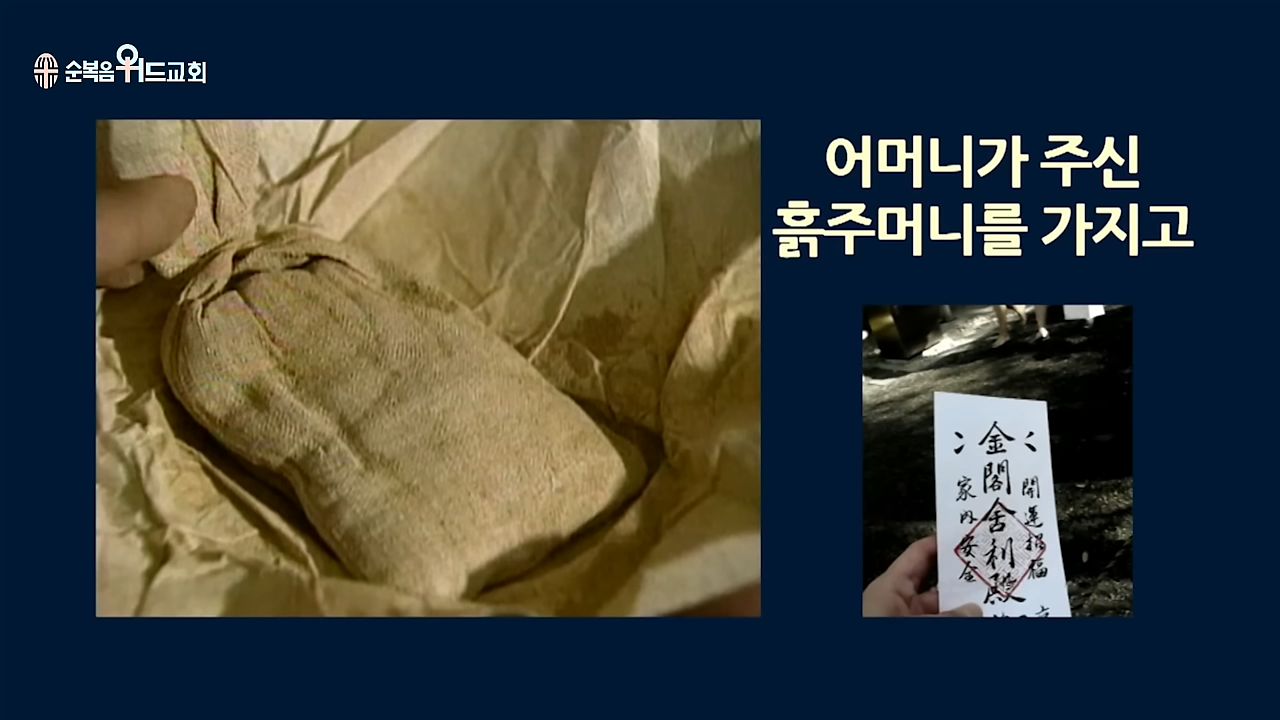 순복음위드교회
어머니가 주신
흙주머니를 가지고
金閣舎利殿
開運招福
家内安全